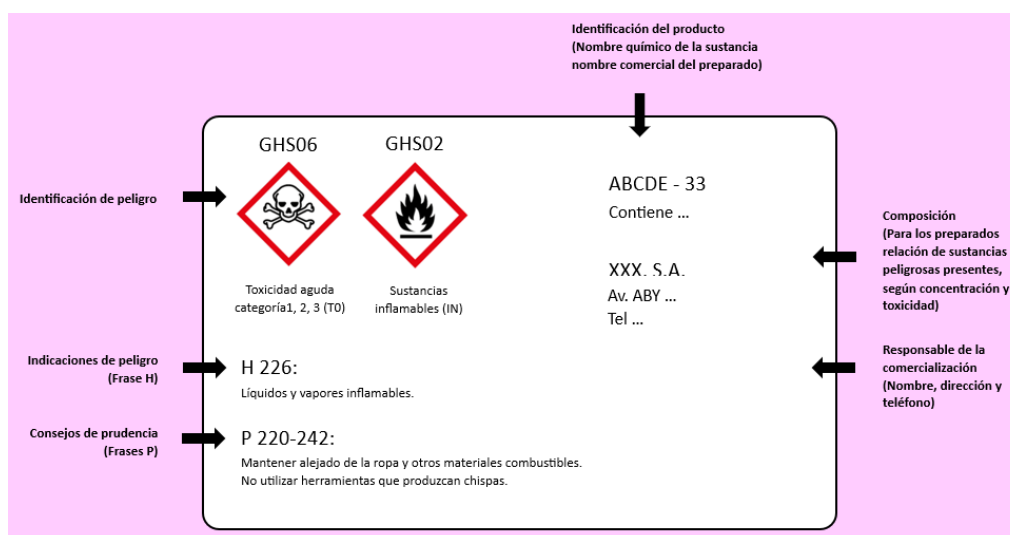 Identificación del producto
(Nombre químico de la sustancia
nombre comercial del preparado)
GHS06
GHS02
Identificación de peligro
ABCDE - 33
Contiene ...
Composición
(Para los preparados
relación de sustancias
peligrosas presentes,
según concentración y
toxicidad)
XXX. S.A.
Av. ABY ...
Tel ...
Toxicidad aguda
categoría1, 2, 3 (T0)
Sustancias
inflamables (IN)
Responsable de la
comercialización
(Nombre, dirección y
teléfono)
Indicaciones de peligro
(Frase H)
H 226:
Líquidos y vapores inflamables.
Consejos de prudencia
(Frases P)
P 220-242:
Mantener alejado de la ropa y otros materiales combustibles.
No utilizar herramientas que produzcan chispas.